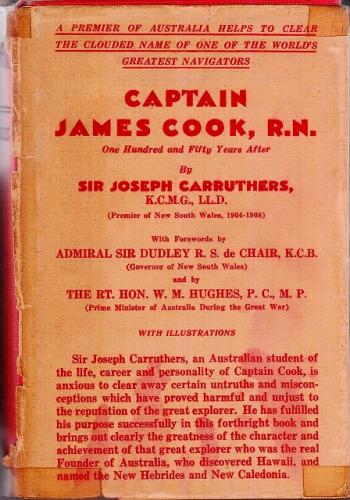 A PREMIER OF AUSTRALIA HELPS TO CLEAR
THE CLOUDED NAME OF ONE OF THE WORLD'S
GREATEST NAVIGATORS
CAPTAIN
JAMES COOK, R.N.
One Hundred and Fifty Years After
By
SIR JOSEPH CARRUTHERS,
K.C.M.G., LL.D.
(Premier of New South Wales, 1904-1908)
With Forewords by
ADMIRAL SIR DUDLEY R. S. de CHAIR, K.C.B.
(Governor of New South Wales)
and by
THE RT. HON. W. M. HUGHES, P. C., M. P.
(Prime Minister of Australia During the Great War)
WITH ILLUSTRATIONS
Sir Joseph Carruthers, an Australian student of
the life, career and personality of Captain Cook, is
anxious to clear away certain untruths and miscon-
ceptions which have proved harmful and unjust to
the reputation of the great explorer. He has fulfilled
his purpose successfully in this forthright book and
brings out clearly the greatness of the character and
achievement of that great explorer who was the real
Founder of Australia, who discovered Hawaii, and
named the New Hebrides and New Caledonia.